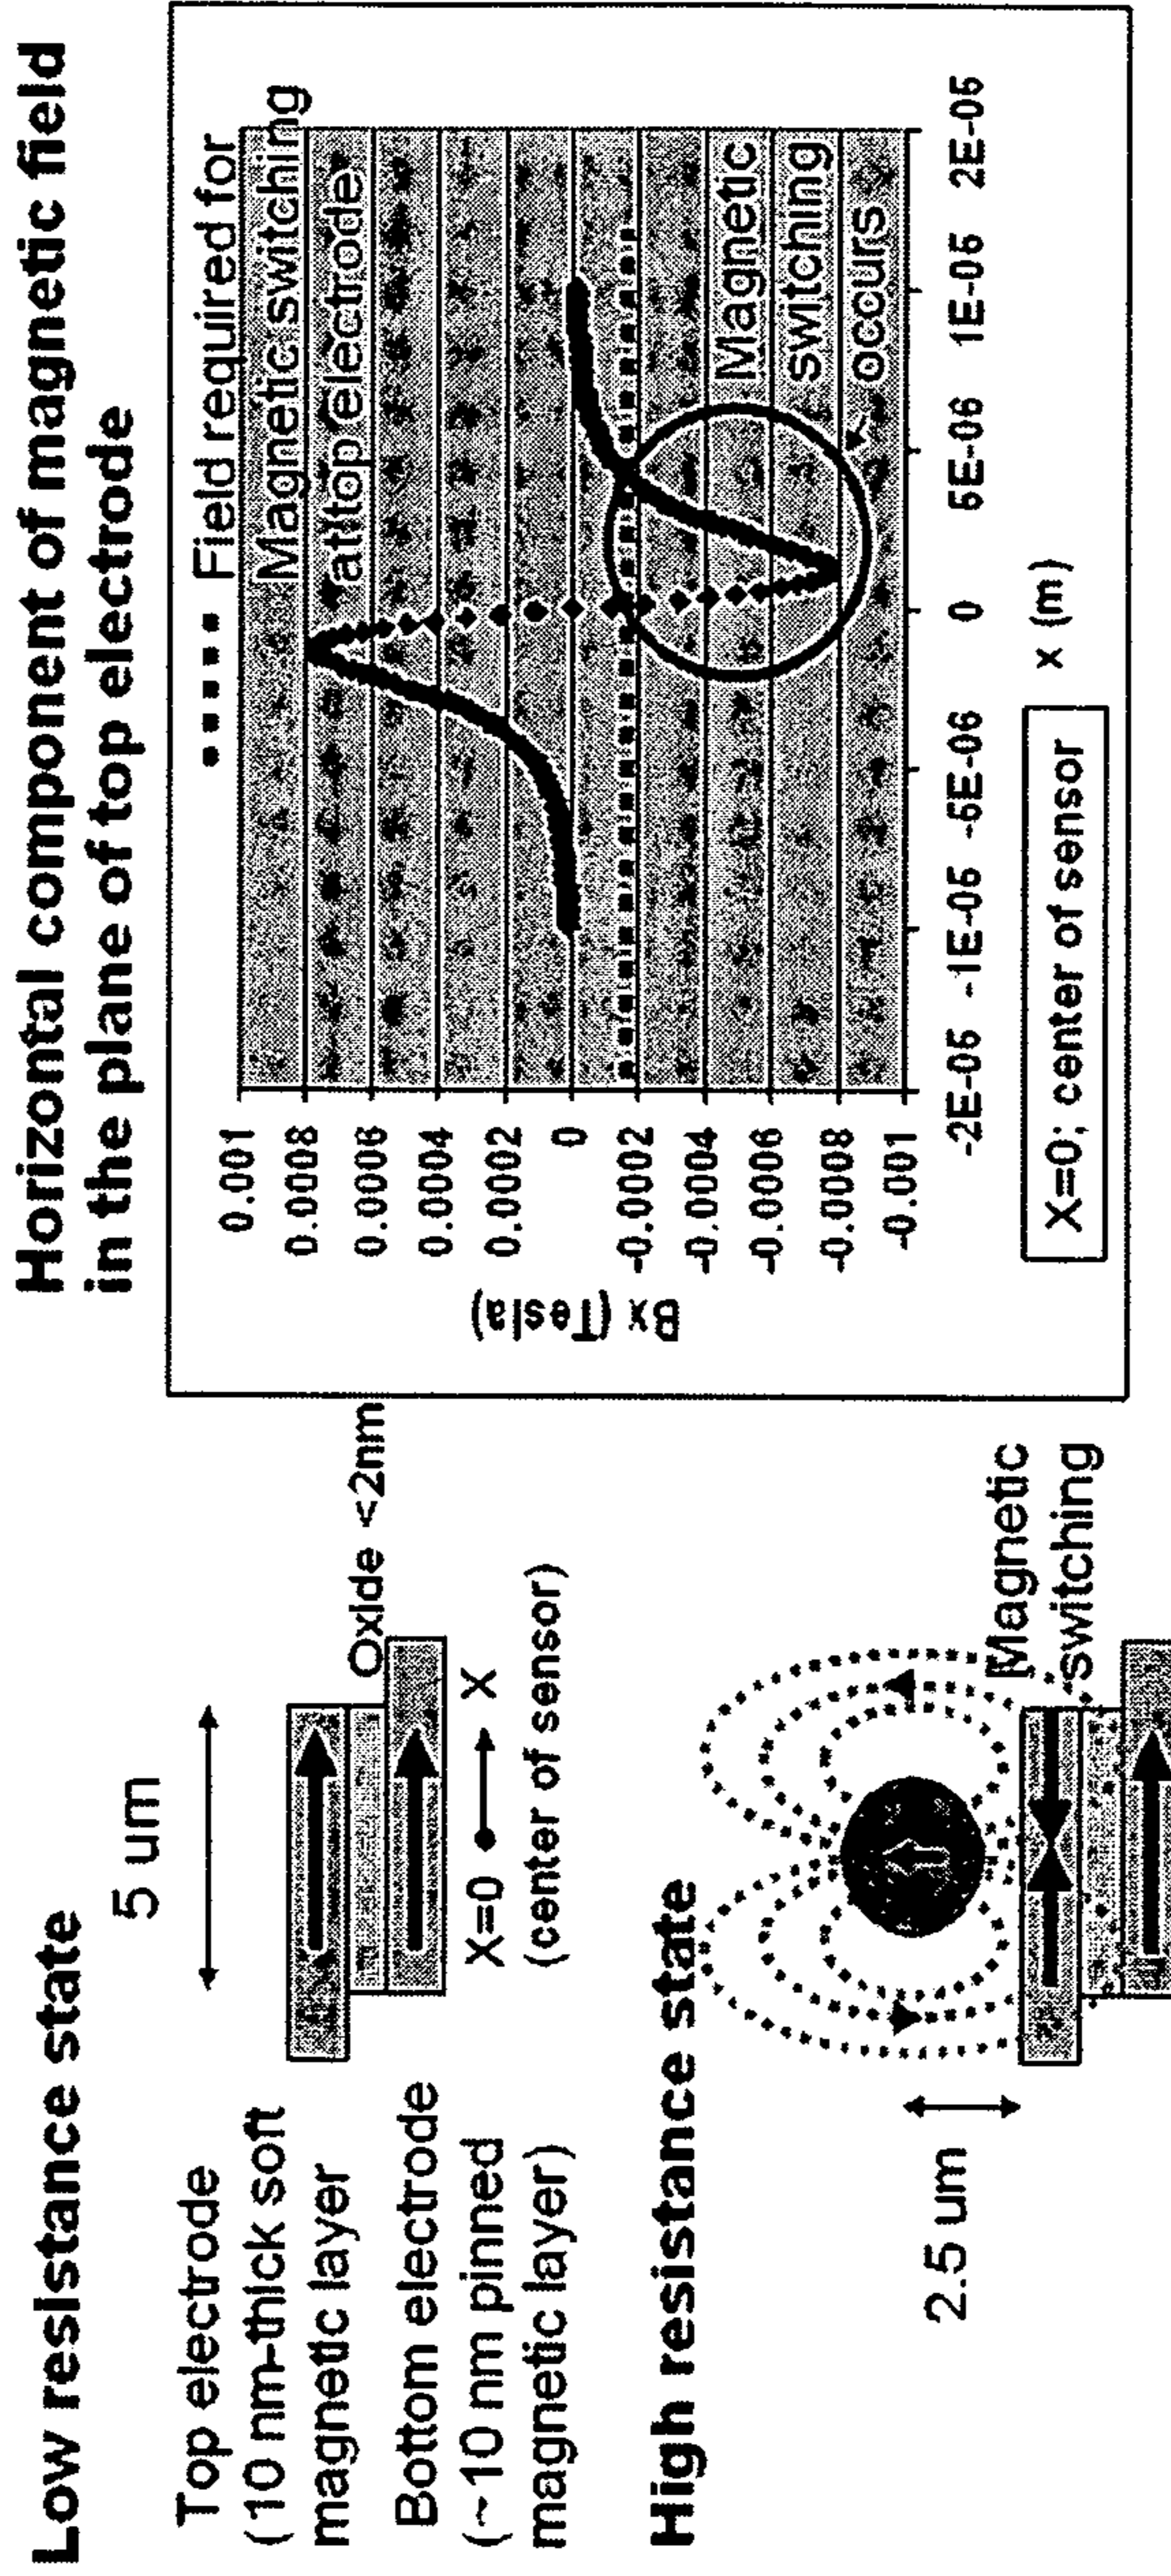 Low resistance state
5 um
Top electrode
(10 nm-thick soft
magnetic layer
Oxide <2nm
Bottom electrode
(~10 nm pinned
magnetic layer)
X=0 X
(center of sensor)
High resistance state
2.5 um
Magnetic
Switching
Horizontal component of magnetic field
in the plane of top electrode
Field required for
Magnetic switching
at top electrode
0.001
0.0008
0.0006
0.0004
0.0002
0
-0.0002
-0.0004
-0.0006
-0.0008
-0.001
Bx (Tesla)
Magnetic
switching
occurs
-2E-05 -1E-05 -5E-06 0 5E-06 1E-05 2E-05
x (m)
X=0; center of sensor